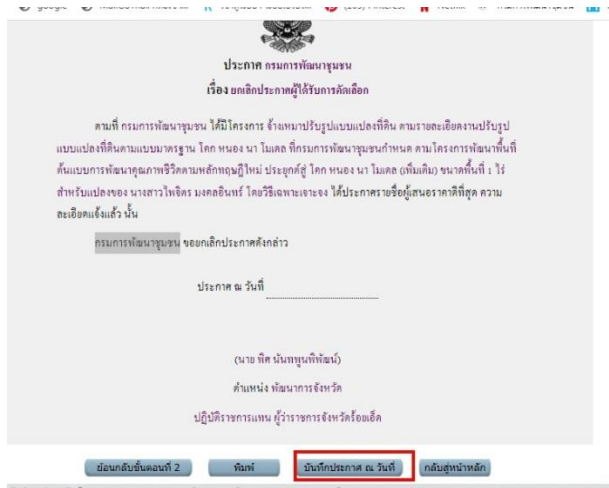 ประกาศ กรมการพัฒนาชุมชน
เรื่อง ยกเลิกประกาศผู้ได้รับการคัดเลือก
ตามที่ กรมการพัฒนาชุมชน ได้มีโครงการ จ้างเหมาปรับรูปแบบแปลงที่ดิน ตามรายละเอียดงานปรับรูป
แบบแปลงที่ดินตามแบบมาตรฐาน โคก หนอง นา โมเดล ที่กรมการพัฒนาชุมชนกำหนด ตามโครงการพัฒนาพื้นที่
ต้นแบบการพัฒนาคุณภาพชีวิตตามหลักทฤษฎีใหม่ ประยุกต์สู่ โคก หนอง นา โมเดล (เพิ่มเติม) ขนาดพื้นที่ 1 ไร่
สำหรับแปลงของ นางสาวไพจิตร มงคลอินทร์ โดยวิธีเฉพาะเจาะจง ได้ประกาศรายชื่อผู้เสนอราคาดีที่สุด ความ
ละเอียดแจ้งแล้ว นั้น
กรมการพัฒนาชุมชน ขอยกเลิกประกาศดังกล่าว
ประกาศ ณ วันที่
(นาย พิศ นันททูนพิพัฒน์)
ตำแหน่ง พัฒนาการจังหวัด
ปฏิบัติราชการแทน ผู้ว่าราชการจังหวัดร้อยเอ็ด
ย้อนกลับขั้นตอนที่ 2 พิมพ์ บันทึกประกาศ ณ วันที่ กลับสู่หน้าหลัก